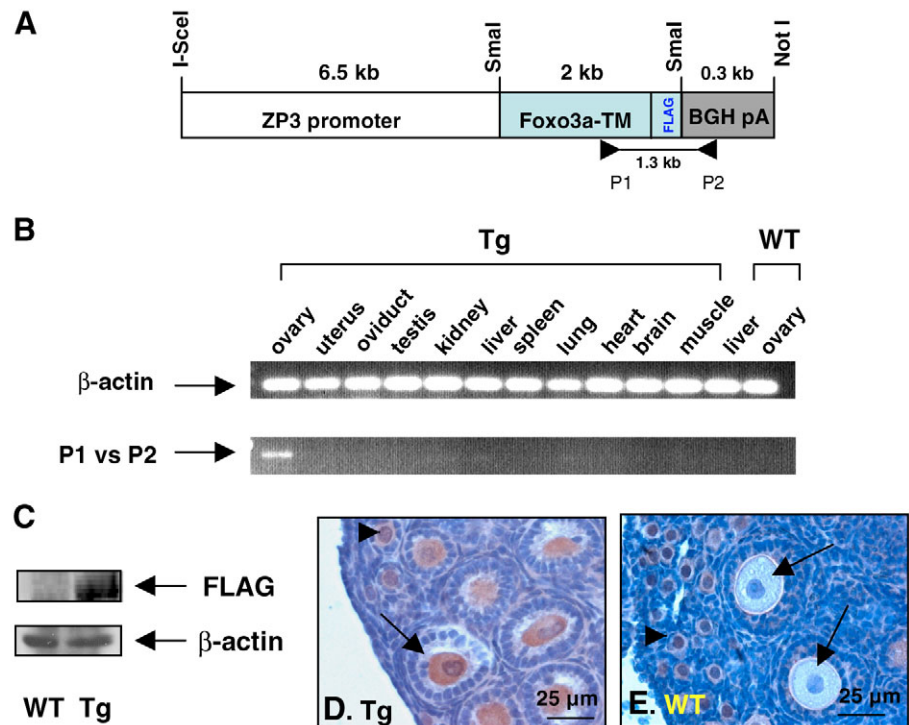 A
I-SceI
SmaI
SmaI
Not I
6.5 kb
2 kb
0.3 kb
ZP3 promoter
Foxo3a-TM
FLAG
BGH pA
1.3 kb
P1
P2
B
Tg
WT
ovary
uterus
oviduct
testis
kidney
liver
spleen
lung
heart
brain
muscle
liver
ovary
β-actin
P1 vs P2
C
FLAG
β-actin
WT
Tg
D. Tg
25 μm
E. WT
25 μm